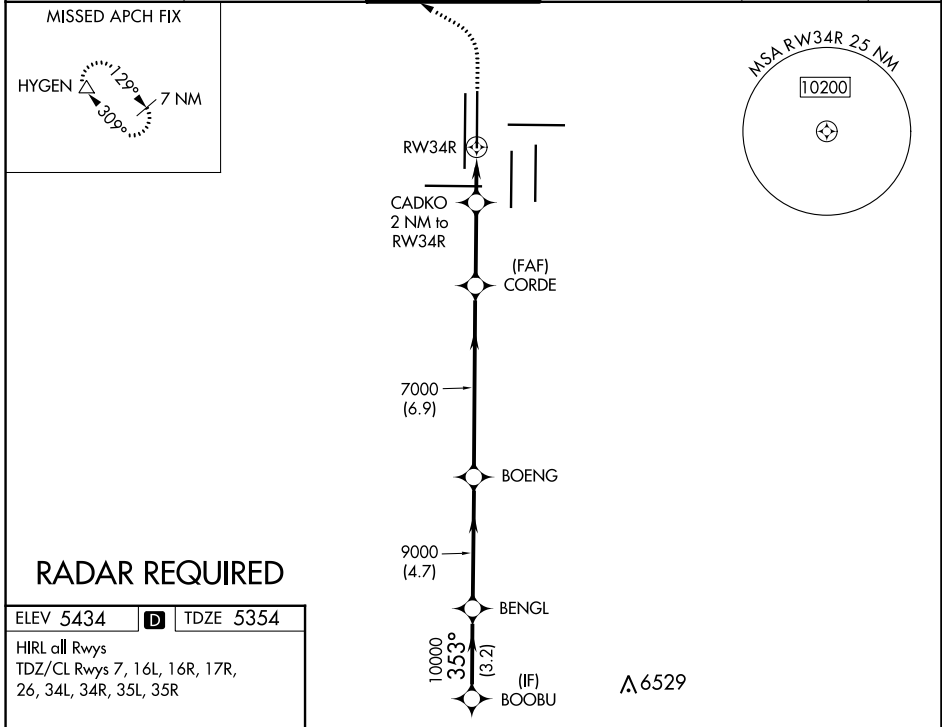 MISSED APCH FIX
HYGEN
129°
309°
7 NM
MSA RW34R 25 NM
10200
RW34R
CADKO
2 NM to
RW34R
(FAF)
CORDE
7000
(6.9)
BOENG
9000
(4.7)
BENGL
10000
353°
(3.2)
(IF)
BOOBU
6529
RADAR REQUIRED
ELEV 5434 D TDZE 5354
HIRL all Rwys
TDZ/CL Rwys 7, 16L, 16R, 17R,
26, 34L, 34R, 35L, 35R